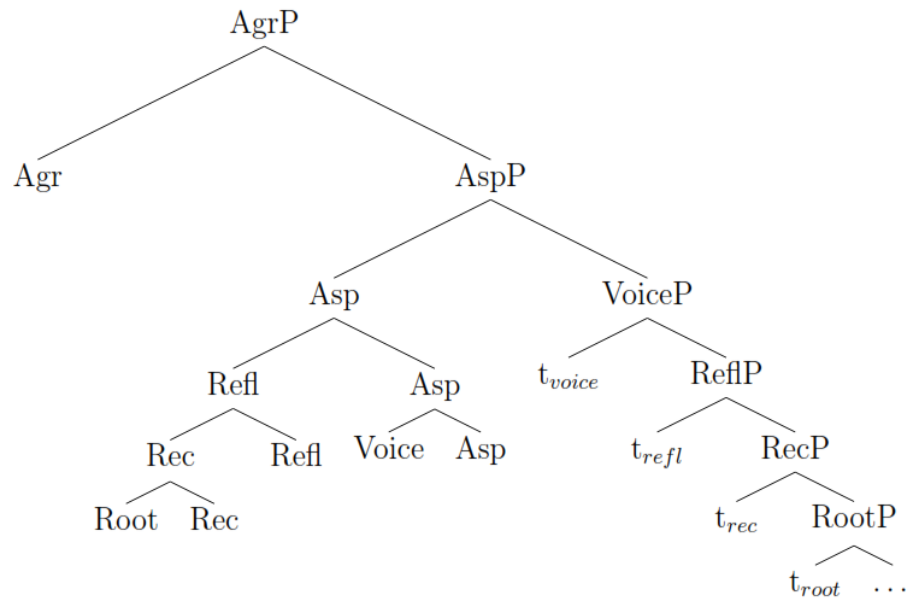 AgrP
Agr AspP
Asp VoiceP
Refl Asp t_voice ReflP
Rec Refl Voice Asp t_refl RecP
Root Rec t_rec RootP
t_root ...